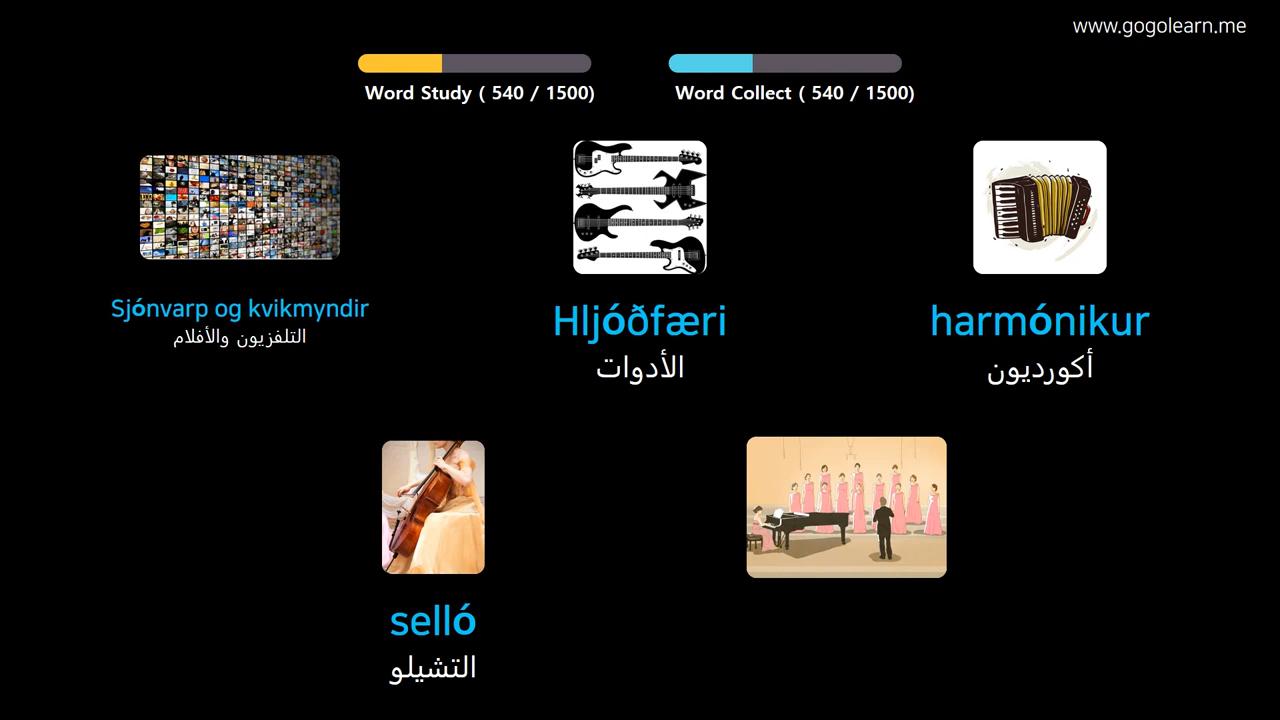 www.gogolearn.me
Word Study ( 540 / 1500)
Word Collect ( 540 / 1500)
Sjónvarp og kvikmyndir
التلفزيون والأفلام
Hljóðfæri
الأدوات
harmónikur
أكورديون
selló
التشيلو